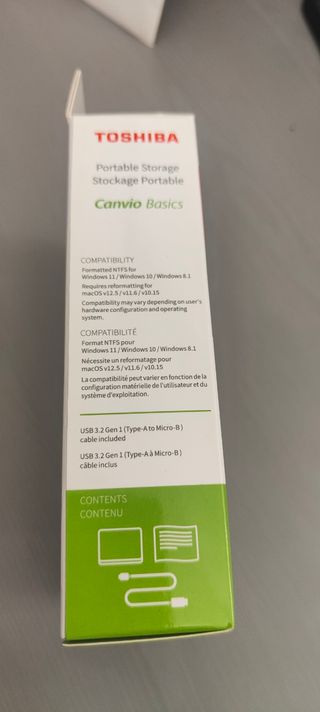 TOSHIBA
Portable Storage
Stockage Portable
Canvio Basics
COMPATIBILITY
Formatted NTFS for
Windows 11 / Windows 10 / Windows 8.1
Requires reformatting for
macOS v12.5 / v11.6 / v10.15
Compatibility may vary depending on user's
hardware configuration and operating
system.
COMPATIBILITÉ
Format NTFS pour
Windows 11 / Windows 10 / Windows 8.1
Nécessite un reformatage pour
macOS v12.5 / v11.6 / v10.15
La compatibilité peut varier en fonction de la
configuration matérielle de l'utilisateur et du
système d'exploitation.
USB 3.2 Gen 1 (Type-A to Micro-B)
cable included
USB 3.2 Gen 1 (Type-A à Micro-B)
câble inclus
CONTENTS
CONTENU